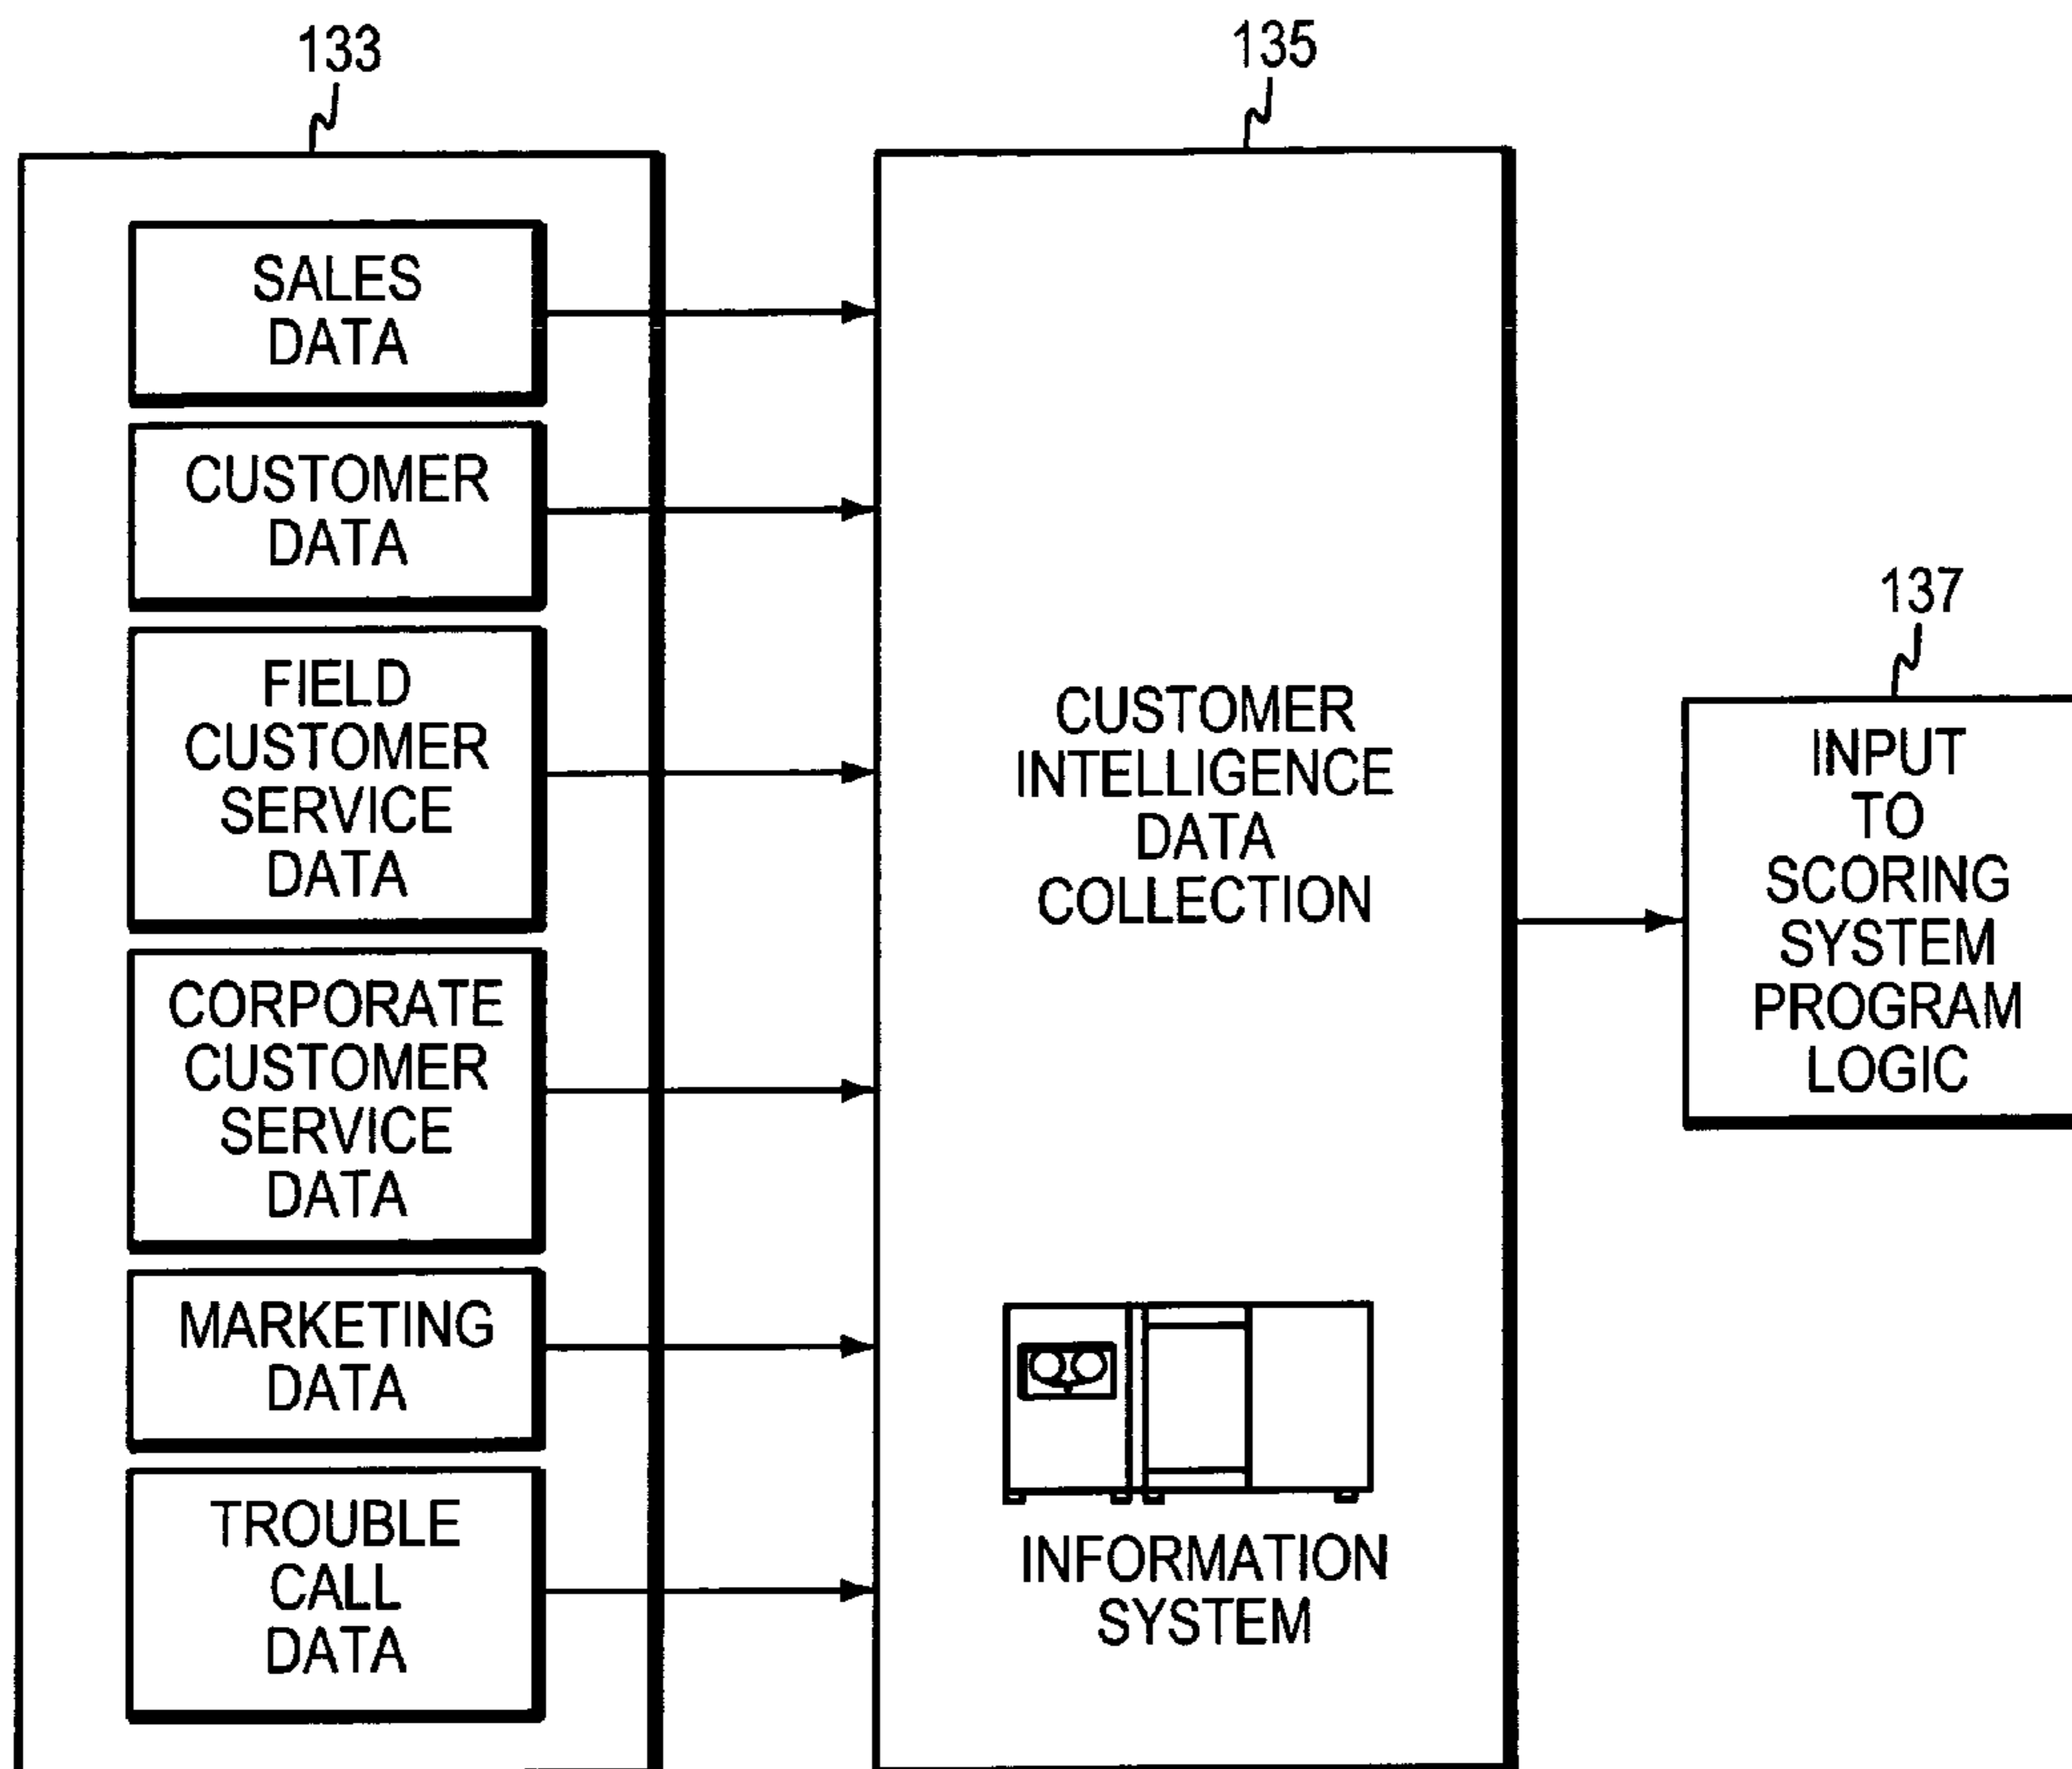 133
135
137
SALES
DATA
CUSTOMER
DATA
FIELD
CUSTOMER
SERVICE
DATA
CORPORATE
CUSTOMER
SERVICE
DATA
MARKETING
DATA
TROUBLE
CALL
DATA
CUSTOMER
INTELLIGENCE
DATA
COLLECTION
INFORMATION
SYSTEM
INPUT
TO
SCORING
SYSTEM
PROGRAM
LOGIC